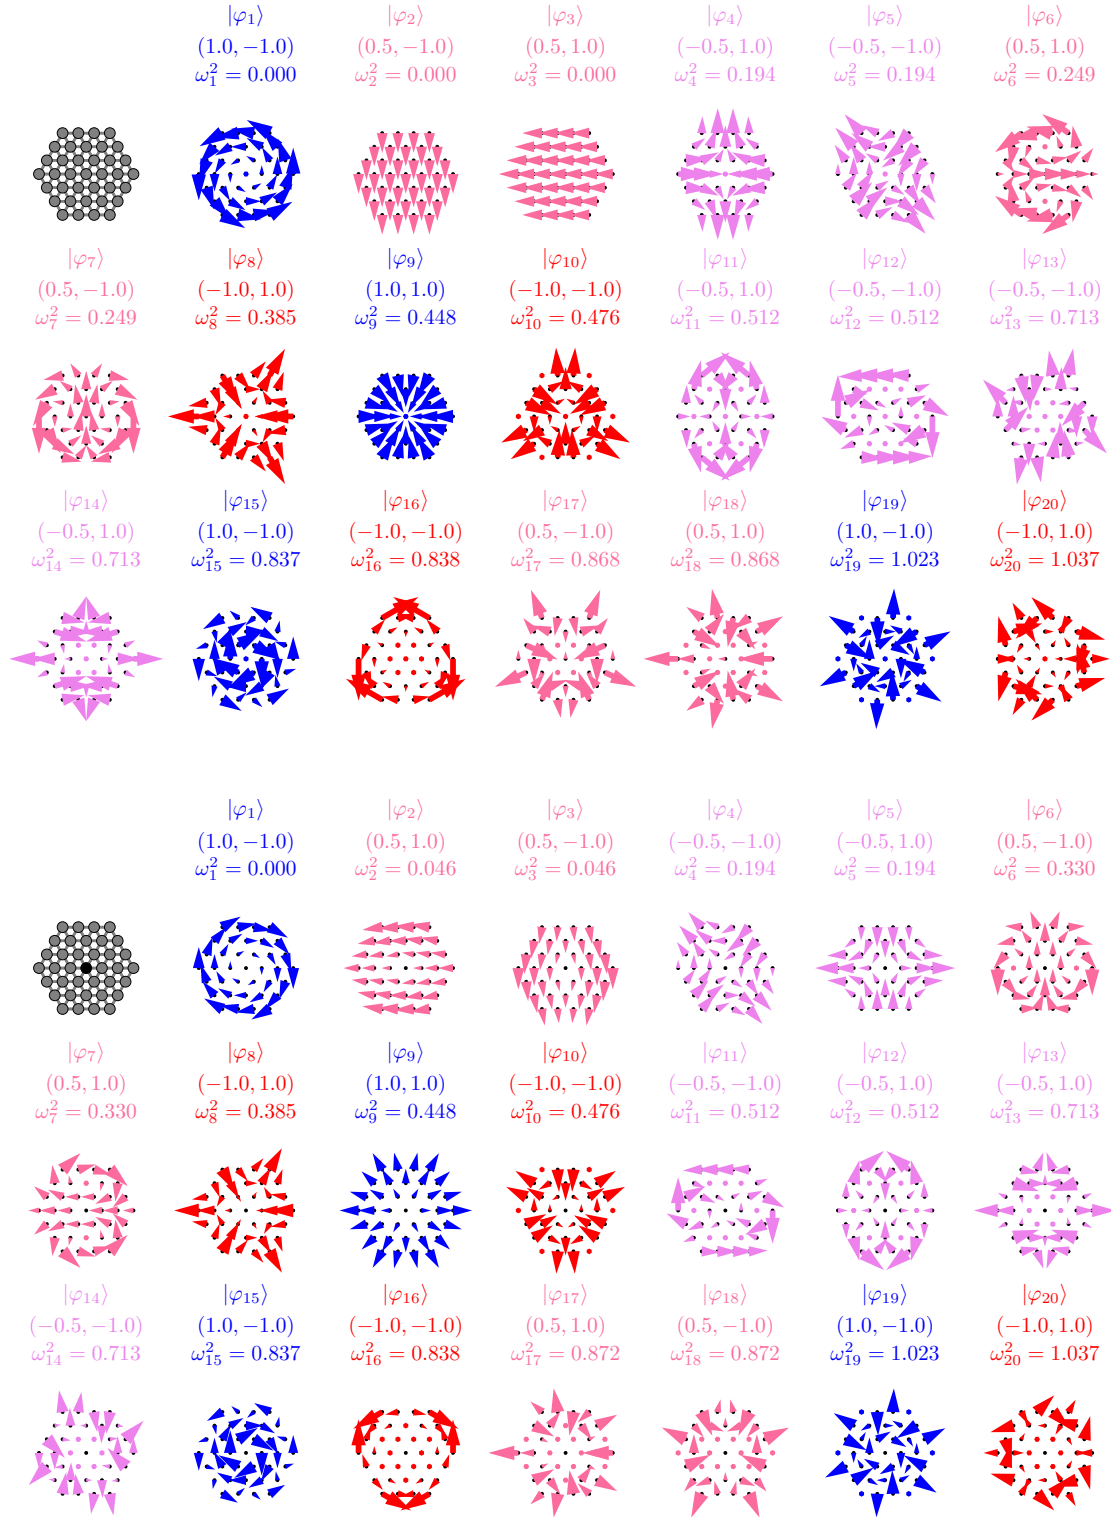 |φ₁⟩ |φ₂⟩ |φ₃⟩ |φ₄⟩ |φ₅⟩ |φ₆⟩
(1.0, −1.0) (0.5, −1.0) (0.5, 1.0) (−0.5, 1.0) (−0.5, −1.0) (0.5, 1.0)
ω₁² = 0.000 ω₂² = 0.000 ω₃² = 0.000 ω₄² = 0.194 ω₅² = 0.194 ω₆² = 0.249
|φ₇⟩ |φ₈⟩ |φ₉⟩ |φ₁₀⟩ |φ₁₁⟩ |φ₁₂⟩ |φ₁₃⟩
(0.5, −1.0) (−1.0, 1.0) (1.0, 1.0) (−1.0, −1.0) (−0.5, 1.0) (−0.5, −1.0) (−0.5, −1.0)
ω₇² = 0.249 ω₈² = 0.385 ω₉² = 0.448 ω₁₀² = 0.476 ω₁₁² = 0.512 ω₁₂² = 0.512 ω₁₃² = 0.713
|φ₁₄⟩ |φ₁₅⟩ |φ₁₆⟩ |φ₁₇⟩ |φ₁₈⟩ |φ₁₉⟩ |φ₂₀⟩
(−0.5, 1.0) (1.0, −1.0) (−1.0, −1.0) (0.5, −1.0) (0.5, 1.0) (1.0, −1.0) (−1.0, 1.0)
ω₁₄² = 0.713 ω₁₅² = 0.837 ω₁₆² = 0.838 ω₁₇² = 0.868 ω₁₈² = 0.868 ω₁₉² = 1.023 ω₂₀² = 1.037
|φ₁⟩ |φ₂⟩ |φ₃⟩ |φ₄⟩ |φ₅⟩ |φ₆⟩
(1.0, −1.0) (0.5, 1.0) (0.5, −1.0) (−0.5, −1.0) (−0.5, 1.0) (0.5, −1.0)
ω₁² = 0.000 ω₂² = 0.046 ω₃² = 0.046 ω₄² = 0.194 ω₅² = 0.194 ω₆² = 0.330
|φ₇⟩ |φ₈⟩ |φ₉⟩ |φ₁₀⟩ |φ₁₁⟩ |φ₁₂⟩ |φ₁₃⟩
(0.5, 1.0) (−1.0, 1.0) (1.0, 1.0) (−1.0, −1.0) (−0.5, −1.0) (−0.5, 1.0) (−0.5, 1.0)
ω₇² = 0.330 ω₈² = 0.385 ω₉² = 0.448 ω₁₀² = 0.476 ω₁₁² = 0.512 ω₁₂² = 0.512 ω₁₃² = 0.713
|φ₁₄⟩ |φ₁₅⟩ |φ₁₆⟩ |φ₁₇⟩ |φ₁₈⟩ |φ₁₉⟩ |φ₂₀⟩
(−0.5, −1.0) (1.0, −1.0) (−1.0, −1.0) (0.5, 1.0) (0.5, −1.0) (1.0, −1.0) (−1.0, 1.0)
ω₁₄² = 0.713 ω₁₅² = 0.837 ω₁₆² = 0.838 ω₁₇² = 0.872 ω₁₈² = 0.872 ω₁₉² = 1.023 ω₂₀² = 1.037